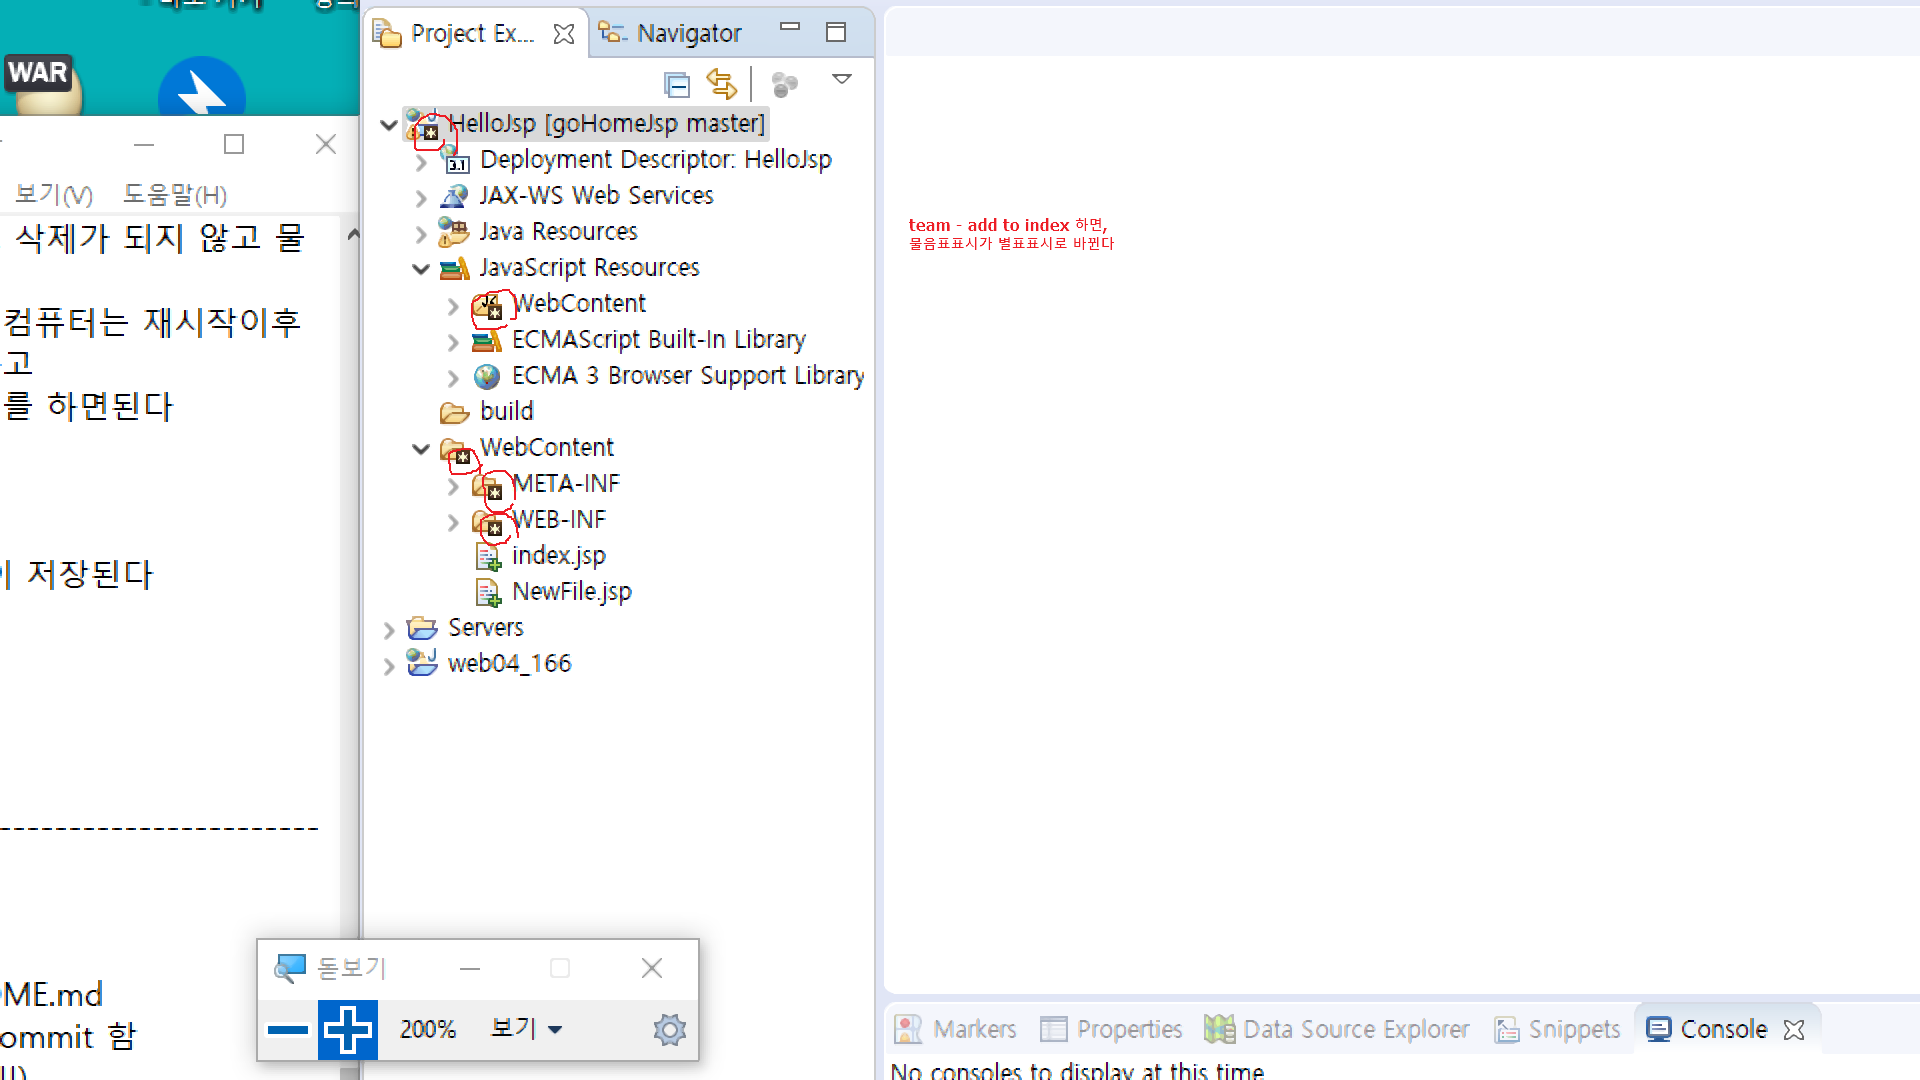 WAR
보기(V) 도움말(H)
삭제가 되지 않고 물
컴퓨터는 재시작이후
고
를 하면된다
저장된다
-----------------------
OME.md
commit 함
Project Ex...
Navigator
HelloJsp [goHomeJsp master]
Deployment Descriptor: HelloJsp
3.1
JAX-WS Web Services
Java Resources
JavaScript Resources
WebContent
ECMAScript Built-In Library
ECMA 3 Browser Support Library
build
WebContent
META-INF
WEB-INF
index.jsp
NewFile.jsp
Servers
web04_166
team - add to index 하면,
물음표표시가 별표표시로 바뀐다
돋보기
200% 보기
Markers Properties Data Source Explorer Snippets Console
No consoles to display at this time